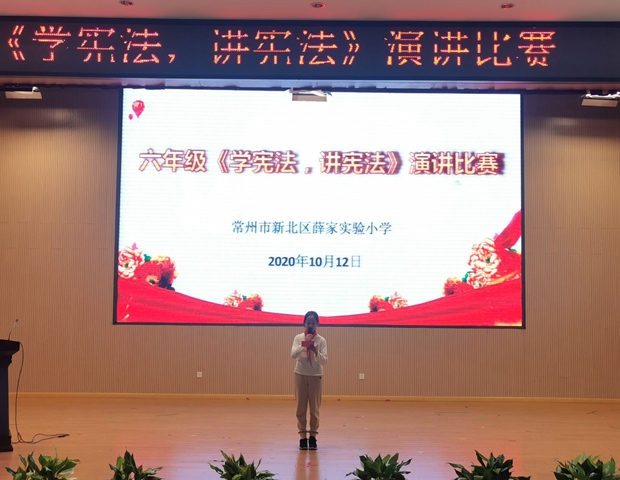 《学宪法，讲宪法》演讲比赛
六年级《学宪法，讲宪法》演讲比赛
常州市新北区薛家实验小学
2020年10月12日